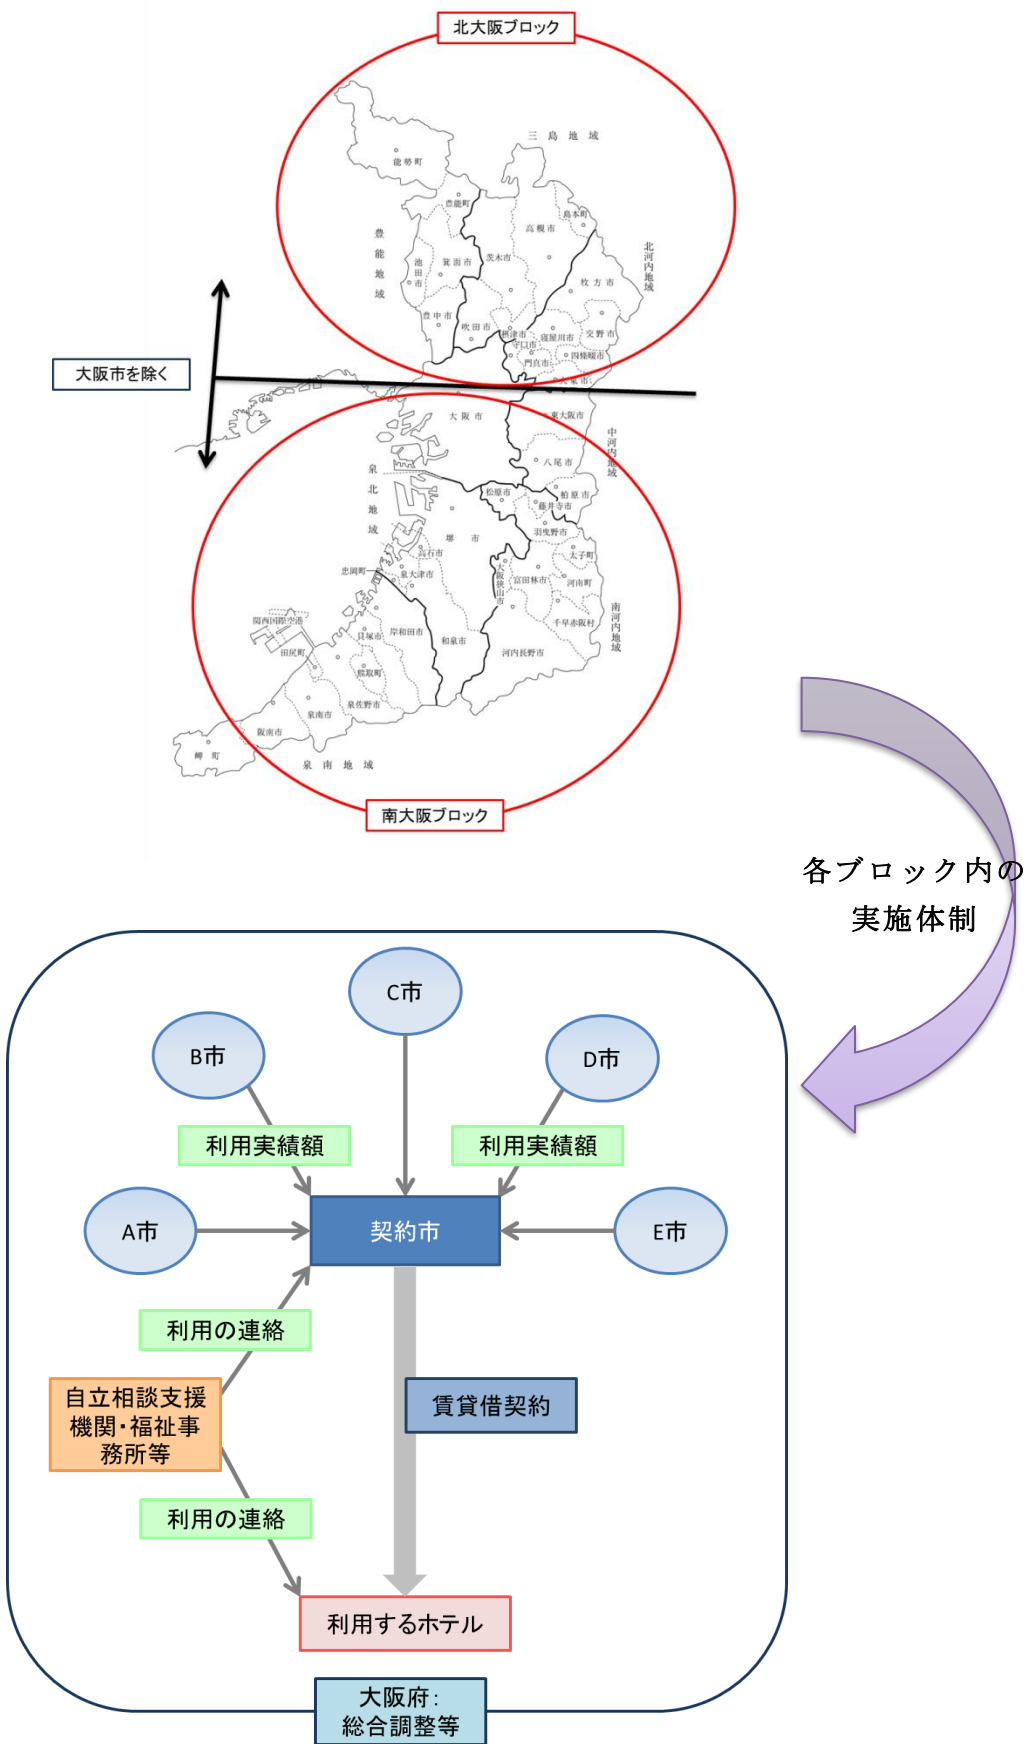 北大阪ブロック
三島地域
能勢町
豊能町
島本町
高槻市
豊能地域
北河内地域
池田市
箕面市
茨木市
枚方市
豊中市
吹田市
摂津市
寝屋川市
交野市
守口市
門真市
四條畷市
大阪市を除く
大東市
大阪市
東大阪市
中河内地域
八尾市
泉北地域
松原市
柏原市
藤井寺市
堺市
羽曳野市
高石市
太子町
忠岡町
泉大津市
大阪狭山市
富田林市
河南町
関西国際空港
貝塚市
岸和田市
和泉市
千早赤阪村
南河内地域
田尻町
熊取町
河内長野市
泉佐野市
泉南市
阪南市
岬町
泉南地域
南大阪ブロック
各ブロック内の
実施体制
C市
B市
D市
利用実績額
利用実績額
A市
契約市
E市
利用の連絡
自立相談支援
機関・福祉事
務所等
賃貸借契約
利用の連絡
利用するホテル
大阪府：
総合調整等